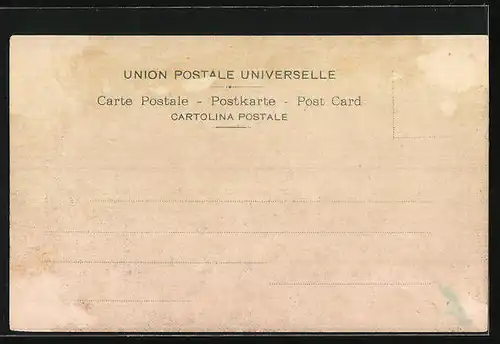 UNION POSTALE UNIVERSELLE
Carte Postale - Postkarte - Post Card
CARTOLINA POSTALE